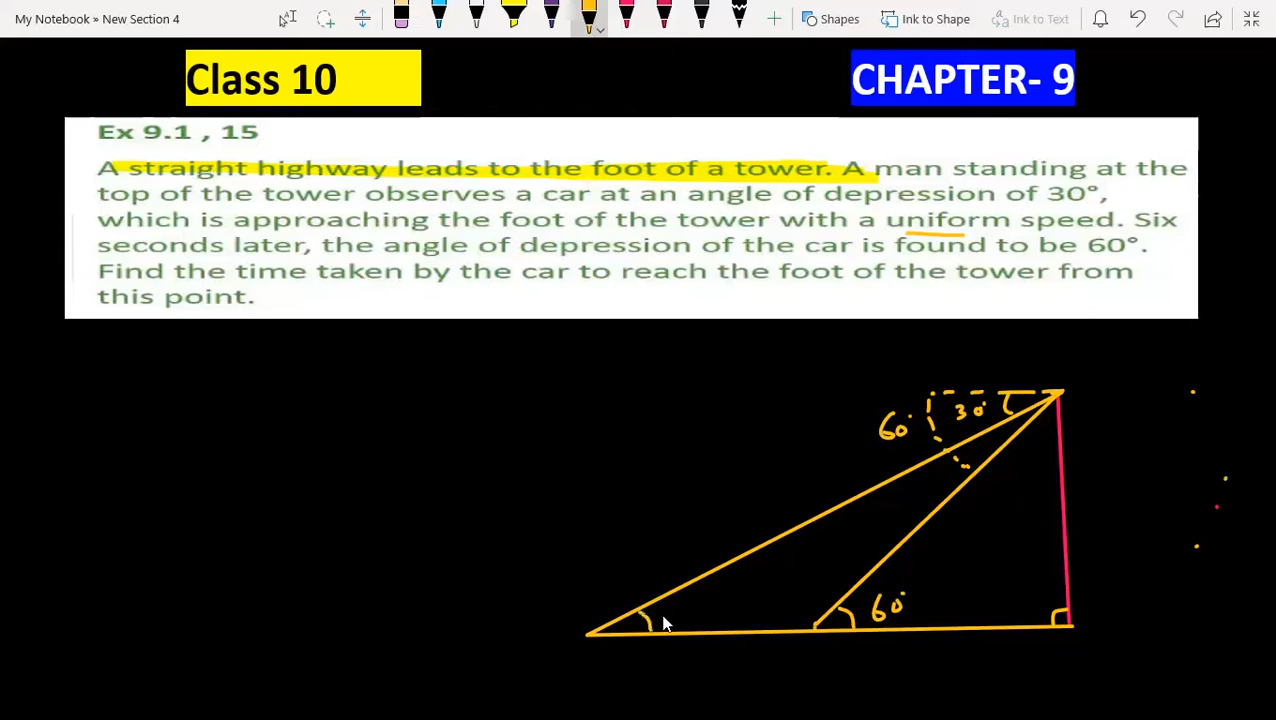 My Notebook » New Section 4
Shapes
Ink to Shape
Ink to Text
Class 10
CHAPTER- 9
Ex 9.1 , 15
A straight highway leads to the foot of a tower. A man standing at the
top of the tower observes a car at an angle of depression of 30°,
which is approaching the foot of the tower with a uniform speed. Six
seconds later, the angle of depression of the car is found to be 60°.
Find the time taken by the car to reach the foot of the tower from
this point.
60° 30°
60°